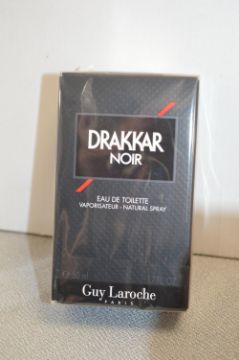 DRAKKAR
NOIR
EAU DE TOILETTE
VAPORISATEUR - NATURAL SPRAY
Guy Laroche
PARIS